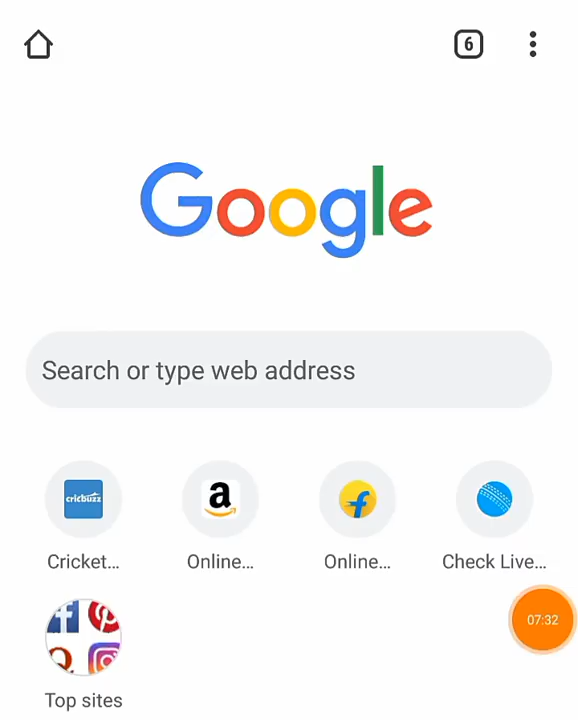 6
Google
Search or type web address
cricbuzz
a
f
Cricket...
Online...
Online...
Check Live...
07:32
Top sites